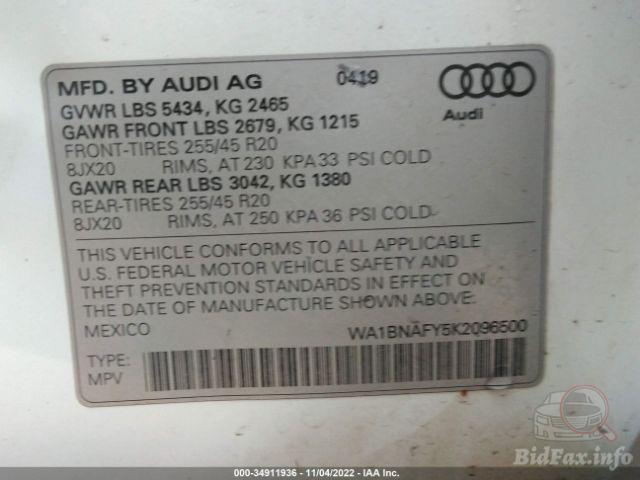 MFD. BY AUDI AG 0419
GVWR LBS 5434, KG 2465
GAWR FRONT LBS 2679, KG 1215
Audi
FRONT-TIRES 255/45 R20
8JX20 RIMS, AT 230 KPA 33 PSI COLD
GAWR REAR LBS 3042, KG 1380
REAR-TIRES 255/45 R20
8JX20 RIMS, AT 250 KPA 36 PSI COLD
THIS VEHICLE CONFORMS TO ALL APPLICABLE
U.S. FEDERAL MOTOR VEHICLE SAFETY AND
THEFT PREVENTION STANDARDS IN EFFECT ON
THE DATE OF MANUFACTURE SHOWN ABOVE.
MEXICO WA1BNAFY5K2096500
TYPE:
MPV
BidFax.info
000-34911936 - 11/04/2022 - IAA Inc.